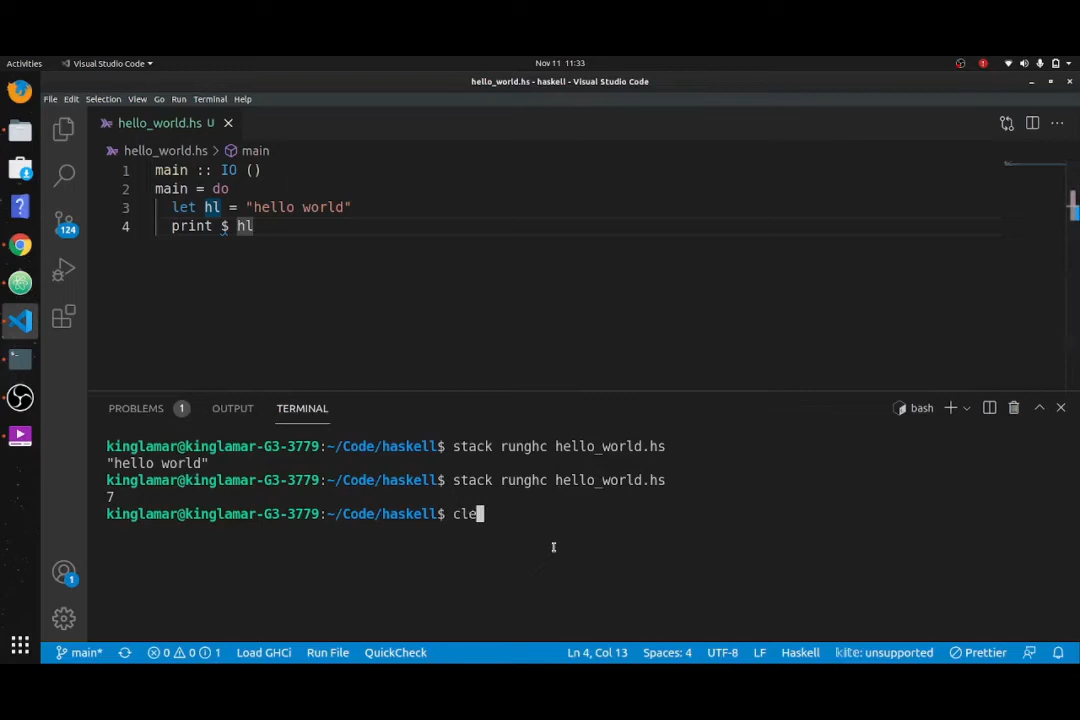 Activities
Visual Studio Code
Nov 11 11:33
hello_world.hs - haskell - Visual Studio Code
File Edit Selection View Go Run Terminal Help
hello_world.hs U
hello_world.hs > main
1 main :: IO ()
2 main = do
3 let hl = "hello world"
4 print $ hl
124
PROBLEMS 1 OUTPUT TERMINAL
bash
kinglamar@kinglamar-G3-3779:~/Code/haskell$ stack runghc hello_world.hs
"hello world"
kinglamar@kinglamar-G3-3779:~/Code/haskell$ stack runghc hello_world.hs
7
kinglamar@kinglamar-G3-3779:~/Code/haskell$ cle
1
main* 0 0 1 Load GHCi Run File QuickCheck Ln 4, Col 13 Spaces: 4 UTF-8 LF Haskell kite: unsupported Prettier